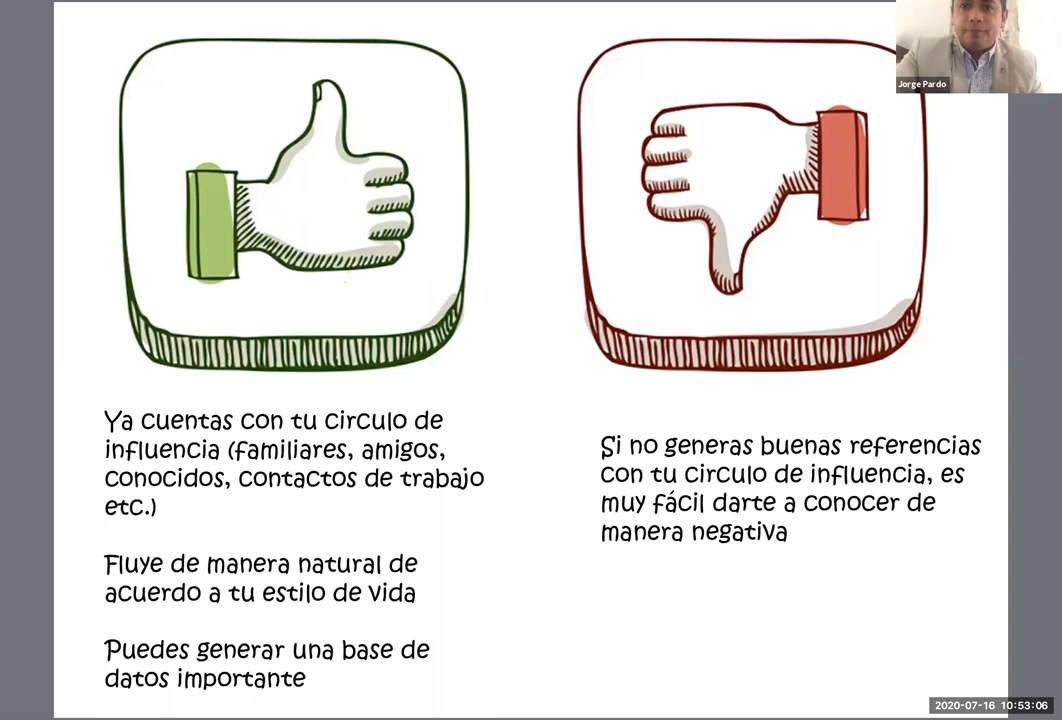 Jorge Pardo
Ya cuentas con tu circulo de
influencia (familiares, amigos,
conocidos, contactos de trabajo
etc.)
Fluye de manera natural de
acuerdo a tu estilo de vida
Puedes generar una base de
datos importante
Si no generas buenas referencias
con tu circulo de influencia, es
muy fácil darte a conocer de
manera negativa
2020-07-16 10:53:06